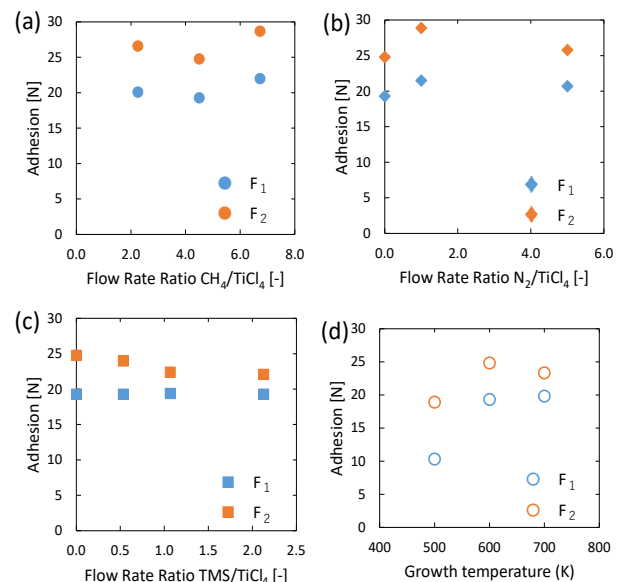 (a)
Adhesion [N]
30
25
20
15
10
5
0
F₁
F₂
0.0 2.0 4.0 6.0 8.0
Flow Rate Ratio CH₄/TiCl₄ [-]
(b)
Adhesion [N]
30
25
20
15
10
5
0
F₁
F₂
0.0 2.0 4.0 6.0
Flow Rate Ratio N₂/TiCl₄ [-]
(c)
Adhesion [N]
30
25
20
15
10
5
0
F₁
F₂
0.0 0.5 1.0 1.5 2.0 2.5
Flow Rate Ratio TMS/TiCl₄ [-]
(d)
Adhesion [N]
30
25
20
15
10
5
0
F₁
F₂
400 500 600 700 800
Growth temperature (K)